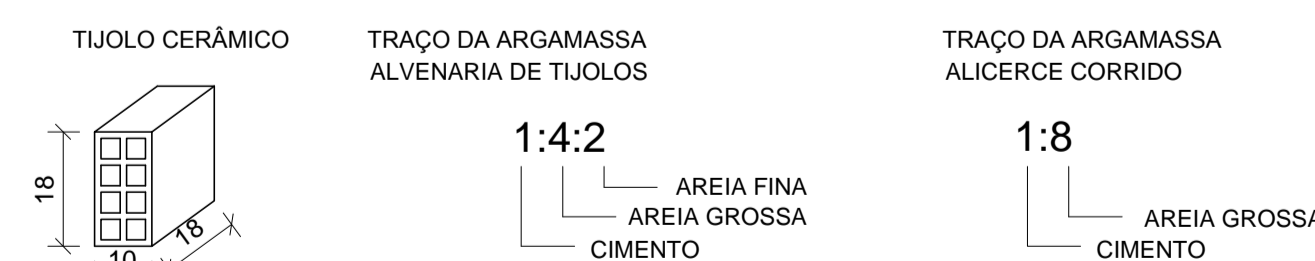 TIJOLO CERÂMICO
18
18
10
TRAÇO DA ARGAMASSA
ALVENARIA DE TIJOLOS
1:4:2
AREIA FINA
AREIA GROSSA
CIMENTO
TRAÇO DA ARGAMASSA
ALICERCE CORRIDO
1:8
AREIA GROSSA
CIMENTO